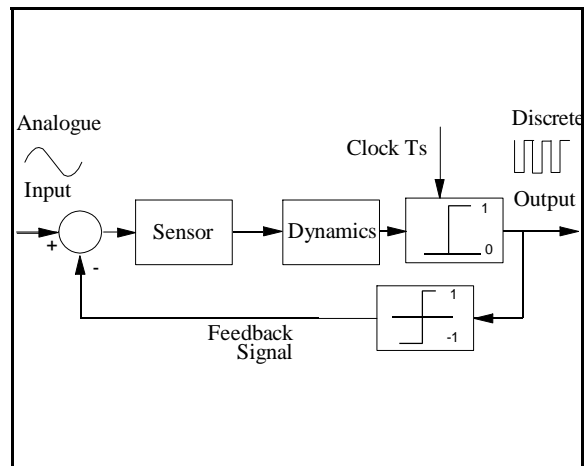 Analogue
Input
+
-
Sensor
Dynamics
Clock Ts
1
0
Discrete
Output
1
-1
Feedback
Signal